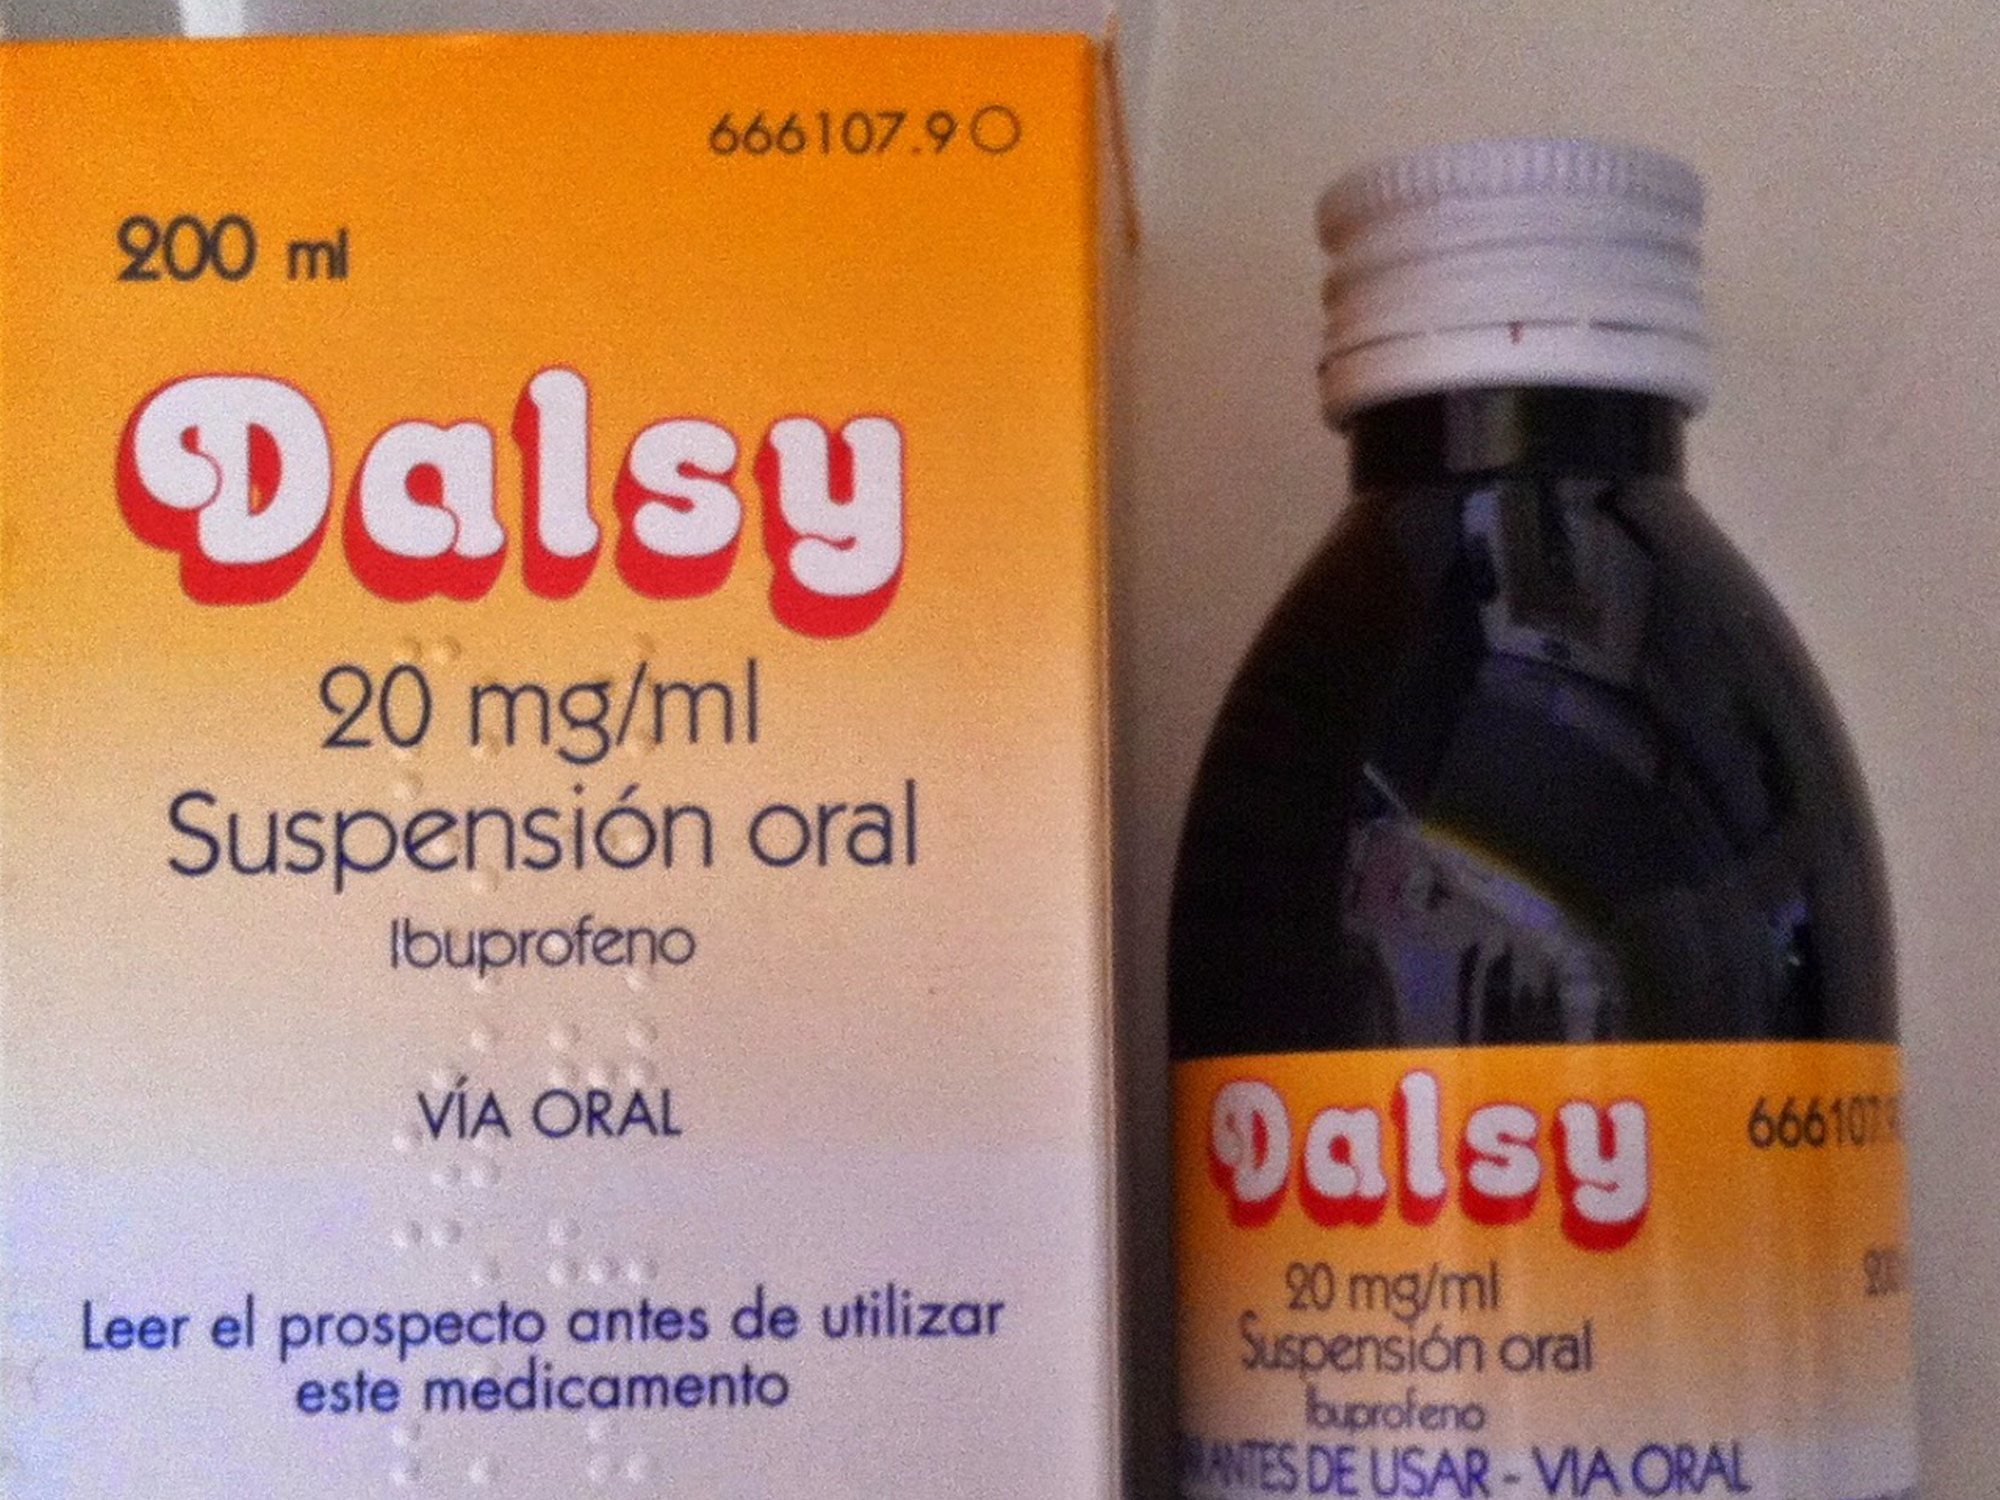 666107.9
200 ml
Dalsy
20 mg/ml
Suspensión oral
Ibuprofeno
VÍA ORAL
Leer el prospecto antes de utilizar
este medicamento
Dalsy
20 mg/ml
Suspensión oral
Ibuprofeno
ANTES DE USAR - VIA ORAL